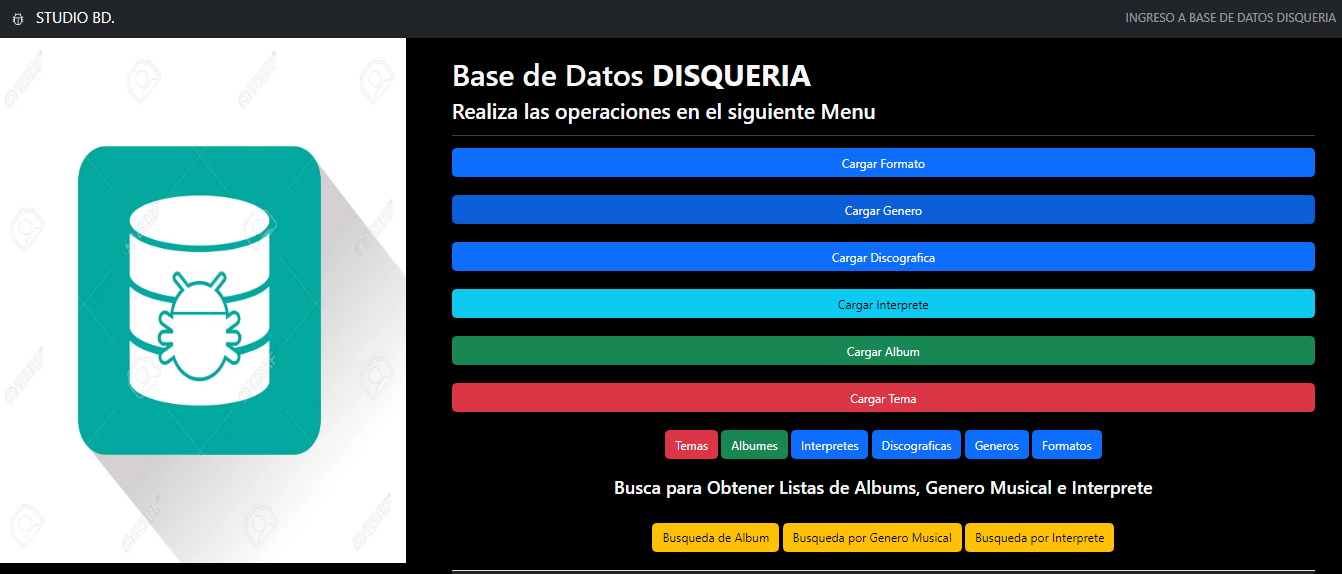 STUDIO BD.
INGRESO A BASE DE DATOS DISQUERIA
Base de Datos DISQUERIA
Realiza las operaciones en el siguiente Menu
Cargar Formato
Cargar Genero
Cargar Discografica
Cargar Interprete
Cargar Album
Cargar Tema
Temas Albumes Interpretes Discograficas Generos Formatos
Busca para Obtener Listas de Albums, Genero Musical e Interprete
Busqueda de Album Busqueda por Genero Musical Busqueda por Interprete